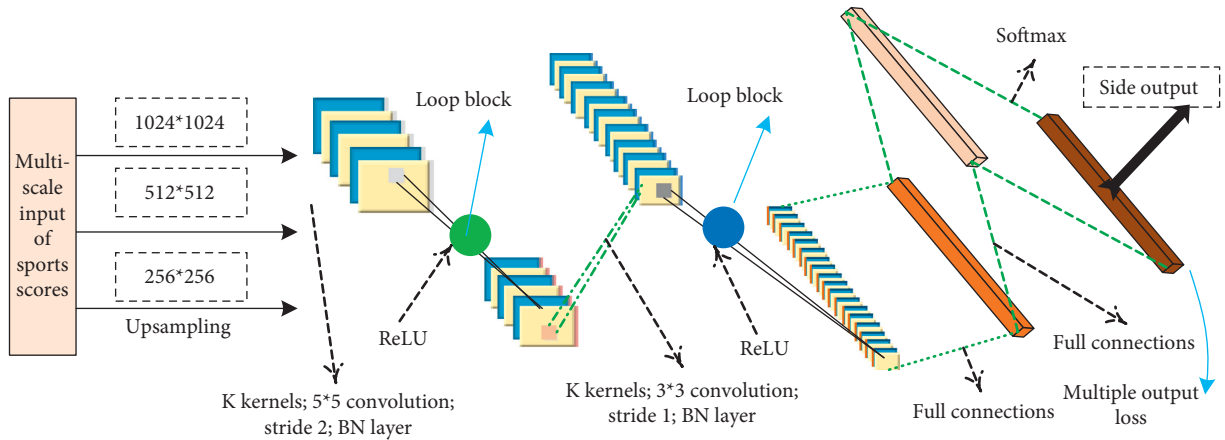 Multi-
scale
input
of
sports
scores
1024*1024
512*512
256*256
Upsampling
Loop block
ReLU
K kernels; 5*5 convolution;
stride 2; BN layer
Loop block
ReLU
K kernels; 3*3 convolution;
stride 1; BN layer
Softmax
Side output
Full connections
Full connections
Multiple output
loss